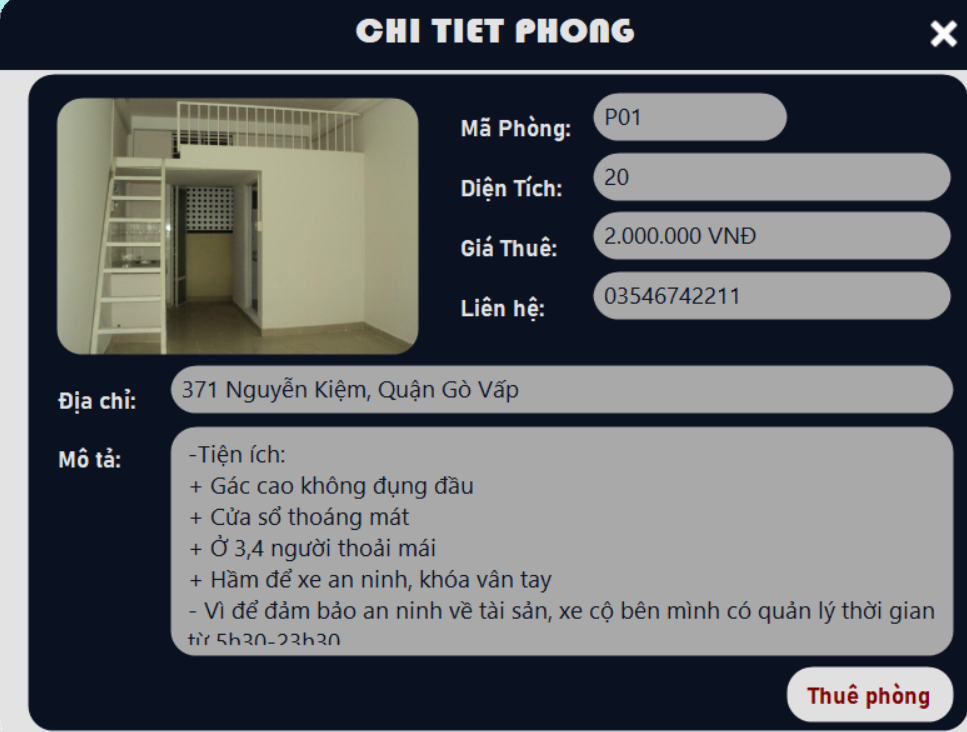 CHI TIET PHONG
Mã Phòng: P01
Diện Tích: 20
Giá Thuê: 2.000.000 VNĐ
Liên hệ: 03546742211
Địa chỉ: 371 Nguyễn Kiệm, Quận Gò Vấp
Mô tả: -Tiện ích:
+ Gác cao không đụng đầu
+ Cửa sổ thoáng mát
+ Ở 3,4 người thoải mái
+ Hầm để xe an ninh, khóa vân tay
- Vì để đảm bảo an ninh về tài sản, xe cộ bên mình có quản lý thời gian
từ 5h30-23h30
Thuê phòng